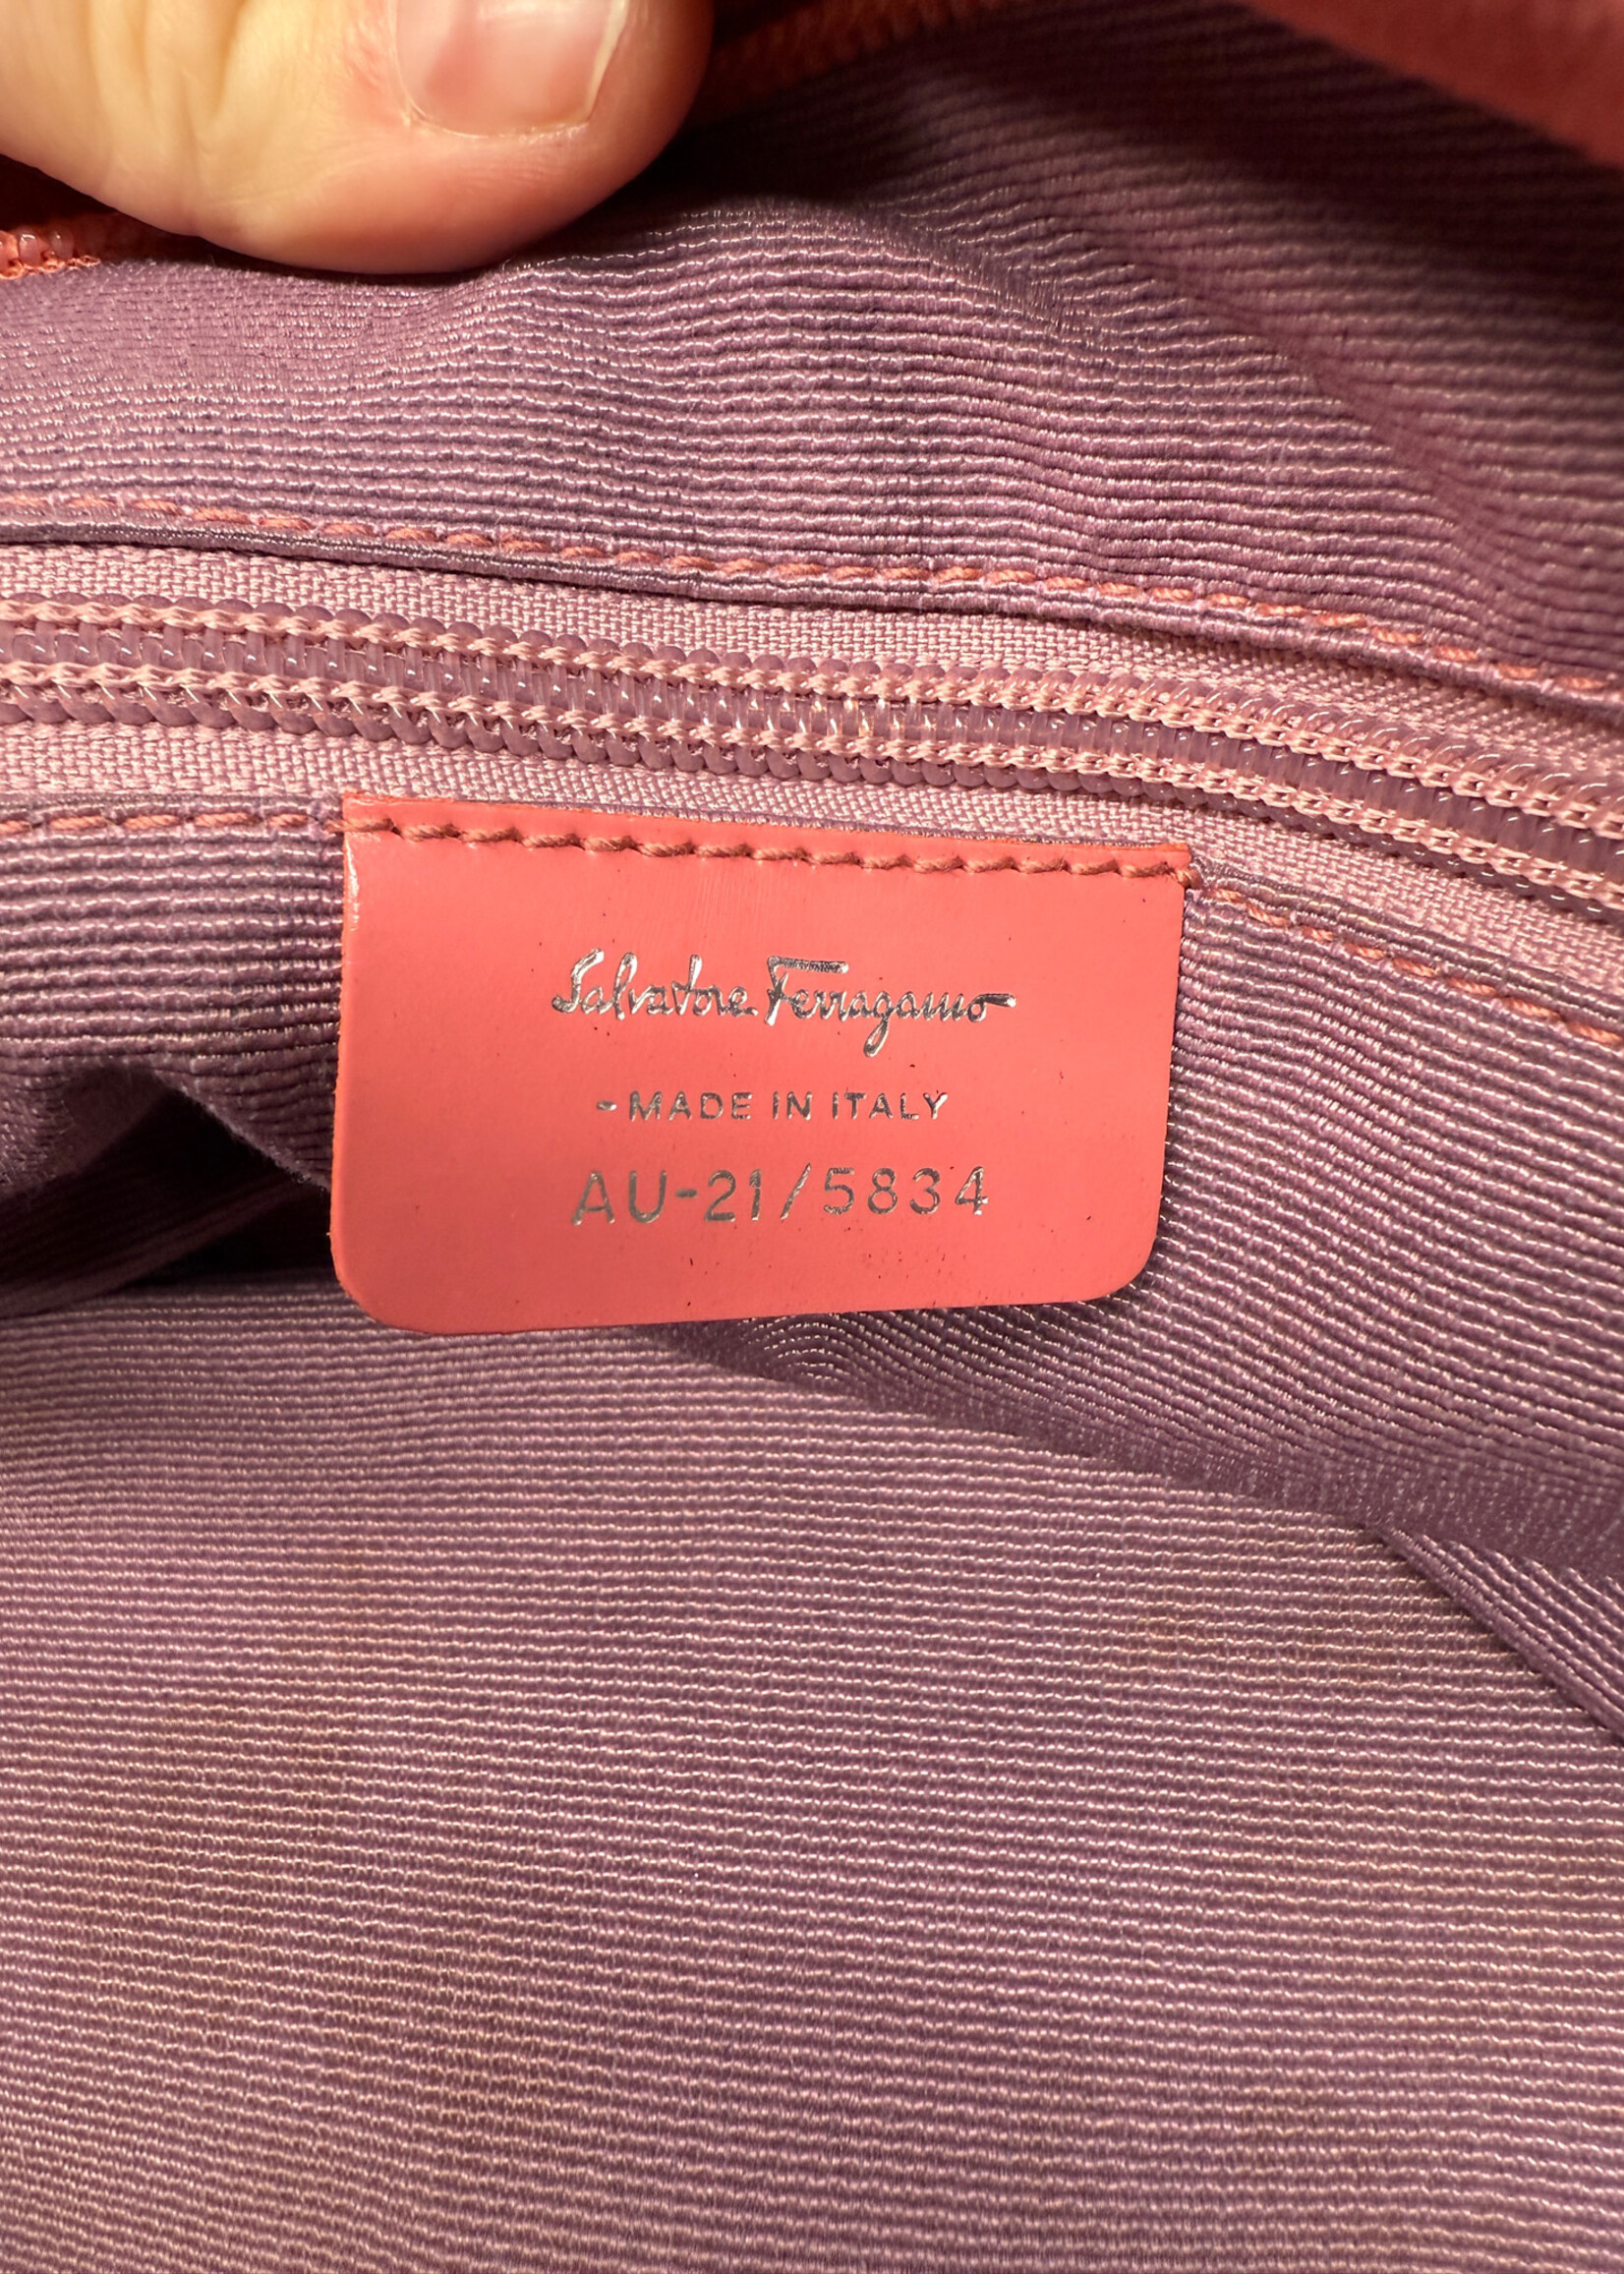 Salvatore Ferragamo
-MADE IN ITALY
AU-21/5834